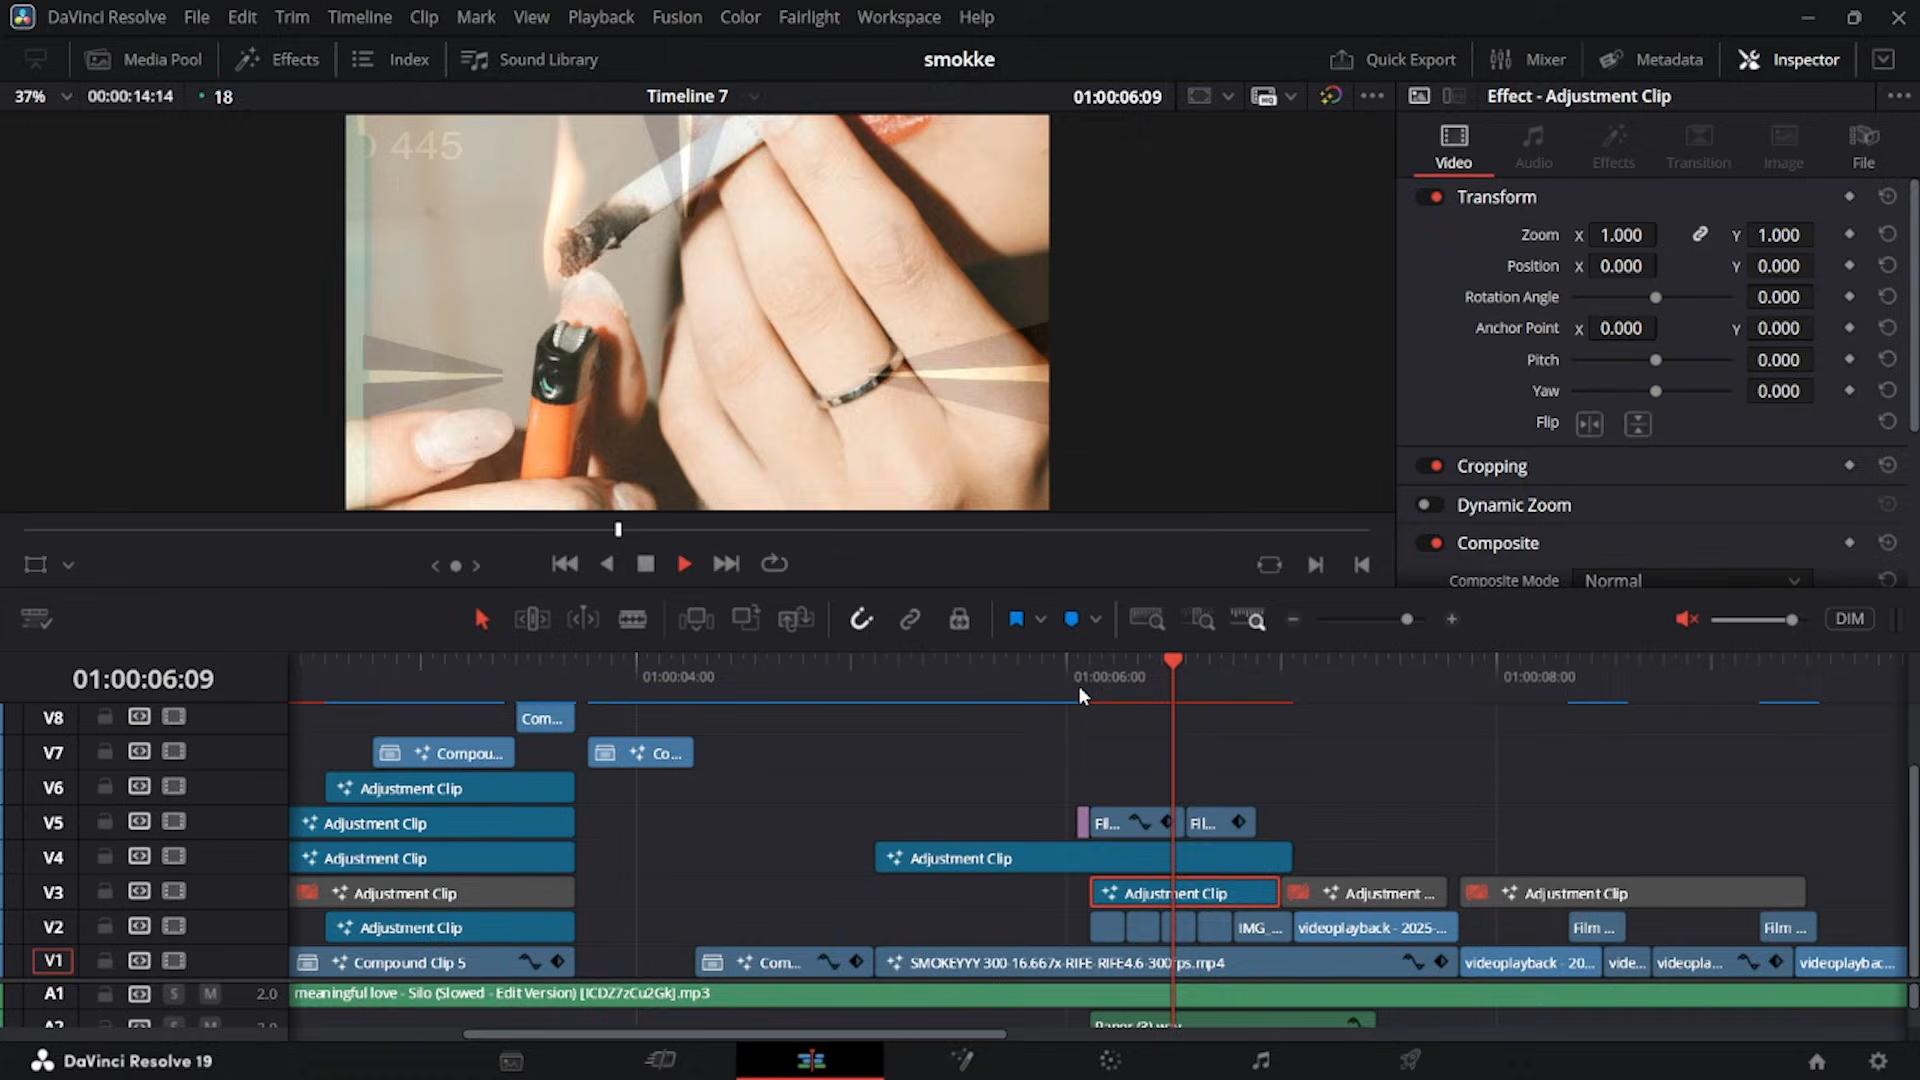 DaVinci Resolve File Edit Trim Timeline Clip Mark View Playback Fusion Color Fairlight Workspace Help
Media Pool Effects Index Sound Library smokke Quick Export Mixer Metadata Inspector
37% 00:00:14:14 18 Timeline 7 01:00:06:09 HQ Effect - Adjustment Clip
445
Video Audio Effects Transition Image File
Transform
Zoom X 1.000 Y 1.000
Position X 0.000 Y 0.000
Rotation Angle 0.000
Anchor Point X 0.000 Y 0.000
Pitch 0.000
Yaw 0.000
Flip
Cropping
Dynamic Zoom
Composite
Composite Mode Normal
DIM
01:00:06:09 01:00:04:00 01:00:06:00 01:00:08:00
V8 Com...
V7 Compou... Co...
V6 Adjustment Clip
V5 Adjustment Clip Fil... Fil...
V4 Adjustment Clip Adjustment Clip
V3 Adjustment Clip Adjustment Clip Adjustment ... Adjustment Clip
V2 Adjustment Clip IMG_... videoplayback - 2025-... Film ... Film ...
V1 Compound Clip 5 Com... SMOKEYYY 300-16.667x-RIFE-RIFE4.6-300fps.mp4 videoplayback - 20... vide... videopla... videoplaybac...
A1 S M 2.0 meaningful love - Silo (Slowed - Edit Version) [ICDZ7zCu2Gk].mp3
DaVinci Resolve 19